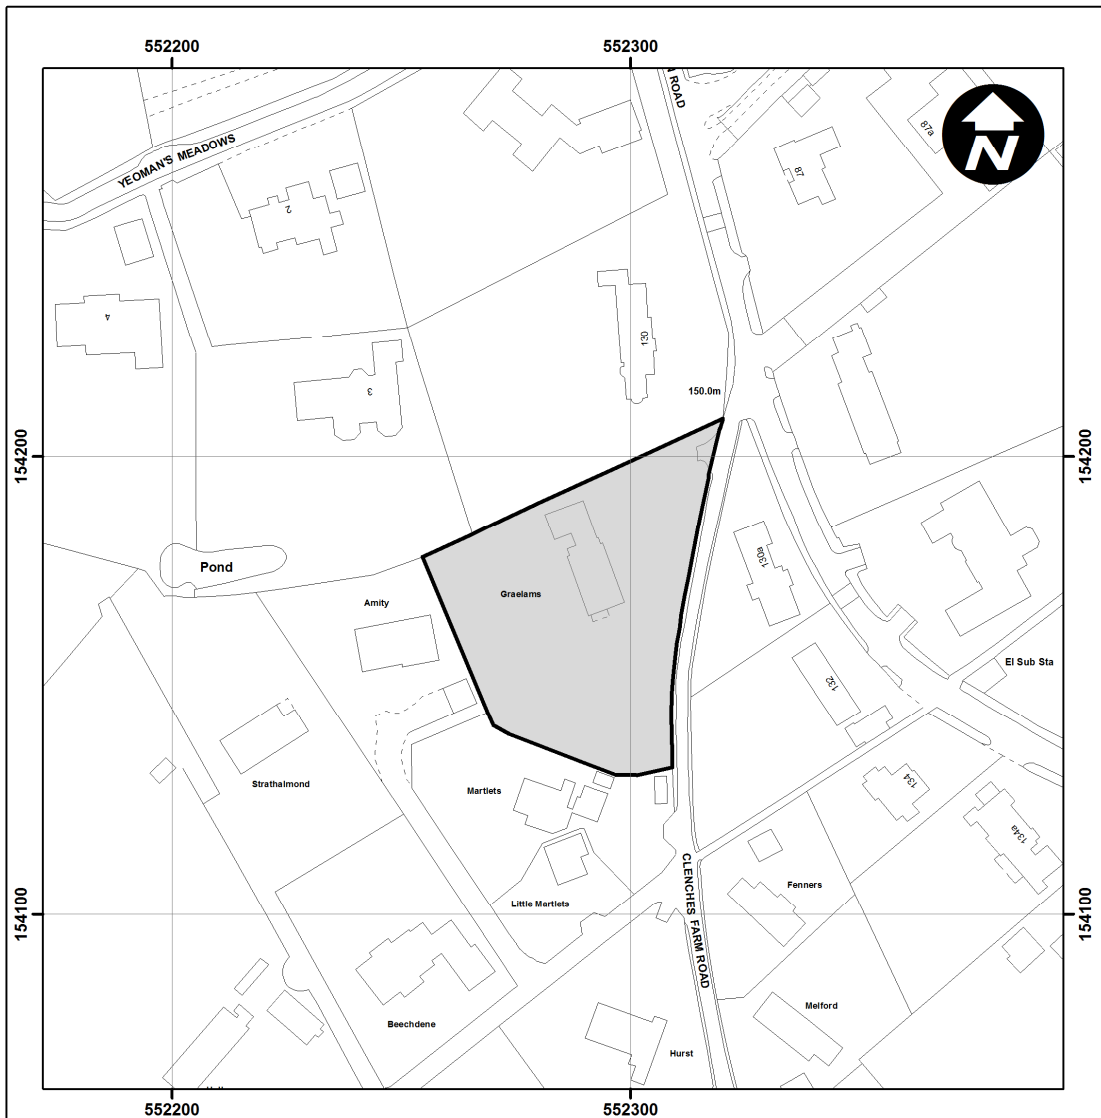 552200
552300
N ROAD
87a
YEOMAN'S MEADOWS
87
2
4
130
3
150.0m
154200
154200
Pond
130a
Graelams
Amity
El Sub Sta
132
Strathalmond
Martlets
134
134a
CLENCHES FARM ROAD
Fenners
Little Martlets
154100
154100
Melford
Beechdene
Hurst
552200
552300
N